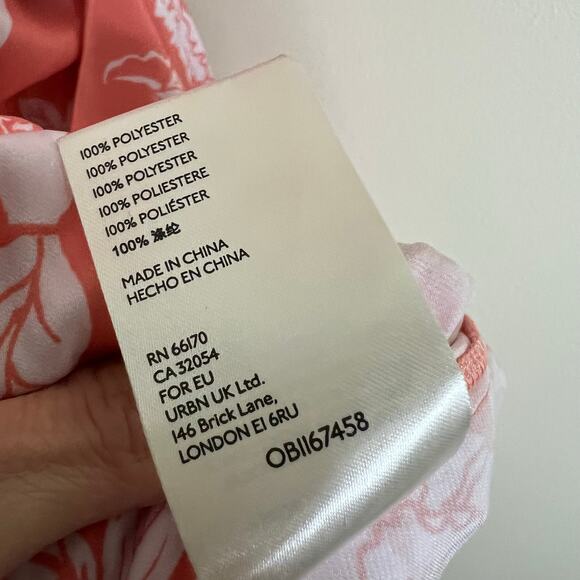 100% POLYESTER
100% POLYESTER
100% POLYESTER
100% POLIESTERE
100% POLIÉSTER
100% 涤纶
MADE IN CHINA
HECHO EN CHINA
RN 66170
CA 32054
FOR EU
URBN UK Ltd.
146 Brick Lane,
LONDON E1 6RU
OB1167458